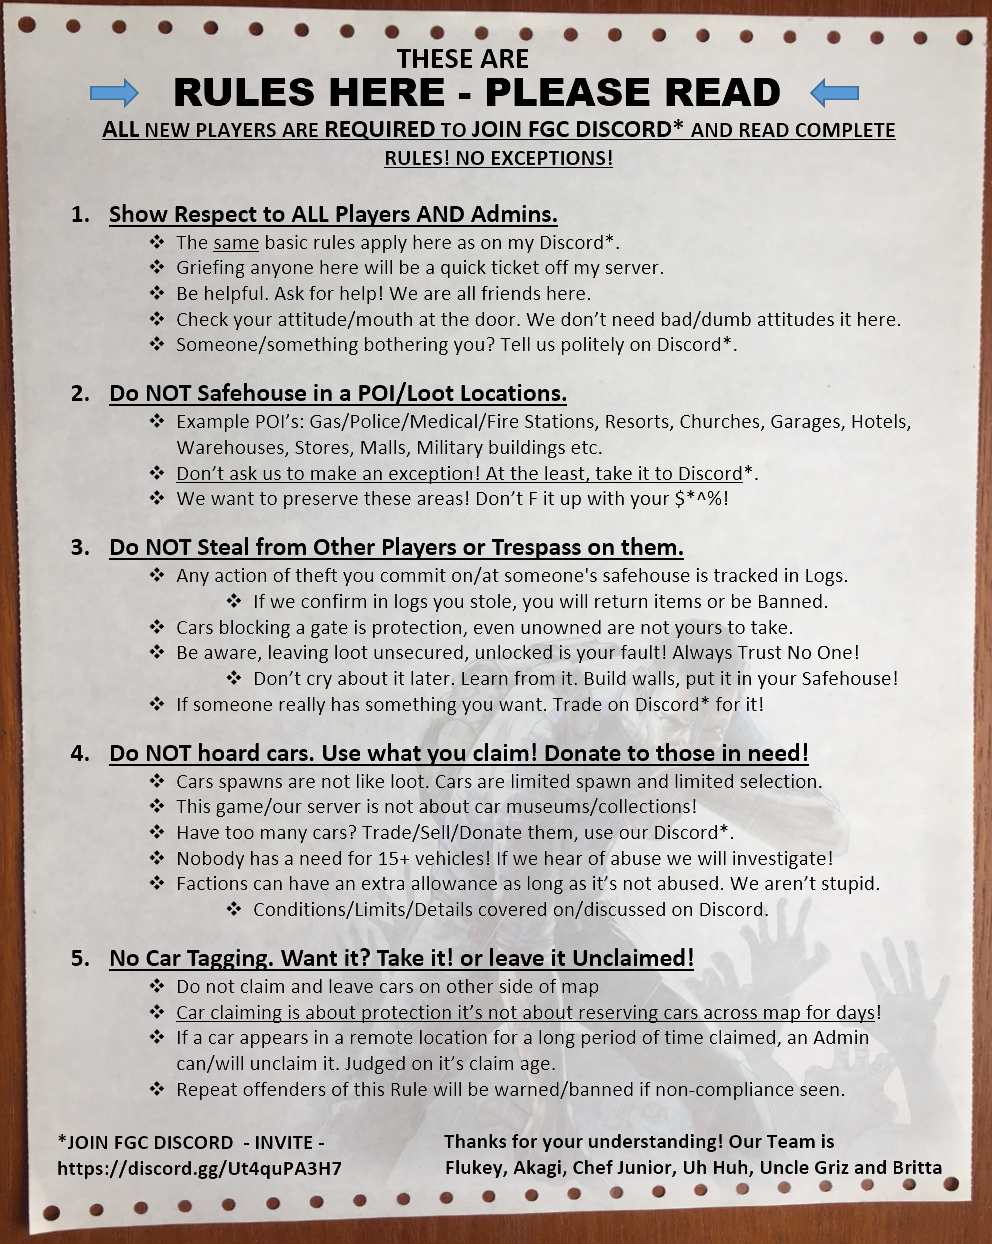 THESE ARE
RULES HERE - PLEASE READ
ALL NEW PLAYERS ARE REQUIRED TO JOIN FGC DISCORD* AND READ COMPLETE
RULES! NO EXCEPTIONS!
1. Show Respect to ALL Players AND Admins.
❖ The same basic rules apply here as on my Discord*.
❖ Griefing anyone here will be a quick ticket off my server.
❖ Be helpful. Ask for help! We are all friends here.
❖ Check your attitude/mouth at the door. We don't need bad/dumb attitudes it here.
❖ Someone/something bothering you? Tell us politely on Discord*.
2. Do NOT Safehouse in a POI/Loot Locations.
❖ Example POI's: Gas/Police/Medical/Fire Stations, Resorts, Churches, Garages, Hotels,
Warehouses, Stores, Malls, Military buildings etc.
❖ Don't ask us to make an exception! At the least, take it to Discord*.
❖ We want to preserve these areas! Don't F it up with your $*^%!
3. Do NOT Steal from Other Players or Trespass on them.
❖ Any action of theft you commit on/at someone's safehouse is tracked in Logs.
❖ If we confirm in logs you stole, you will return items or be Banned.
❖ Cars blocking a gate is protection, even unowned are not yours to take.
❖ Be aware, leaving loot unsecured, unlocked is your fault! Always Trust No One!
❖ Don't cry about it later. Learn from it. Build walls, put it in your Safehouse!
❖ If someone really has something you want. Trade on Discord* for it!
4. Do NOT hoard cars. Use what you claim! Donate to those in need!
❖ Cars spawns are not like loot. Cars are limited spawn and limited selection.
❖ This game/our server is not about car museums/collections!
❖ Have too many cars? Trade/Sell/Donate them, use our Discord*.
❖ Nobody has a need for 15+ vehicles! If we hear of abuse we will investigate!
❖ Factions can have an extra allowance as long as it's not abused. We aren't stupid.
❖ Conditions/Limits/Details covered on/discussed on Discord.
5. No Car Tagging. Want it? Take it! or leave it Unclaimed!
❖ Do not claim and leave cars on other side of map
❖ Car claiming is about protection it's not about reserving cars across map for days!
❖ If a car appears in a remote location for a long period of time claimed, an Admin
can/will unclaim it. Judged on it's claim age.
❖ Repeat offenders of this Rule will be warned/banned if non-compliance seen.
*JOIN FGC DISCORD - INVITE -
https://discord.gg/Ut4quPA3H7
Thanks for your understanding! Our Team is
Flukey, Akagi, Chef Junior, Uh Huh, Uncle Griz and Britta